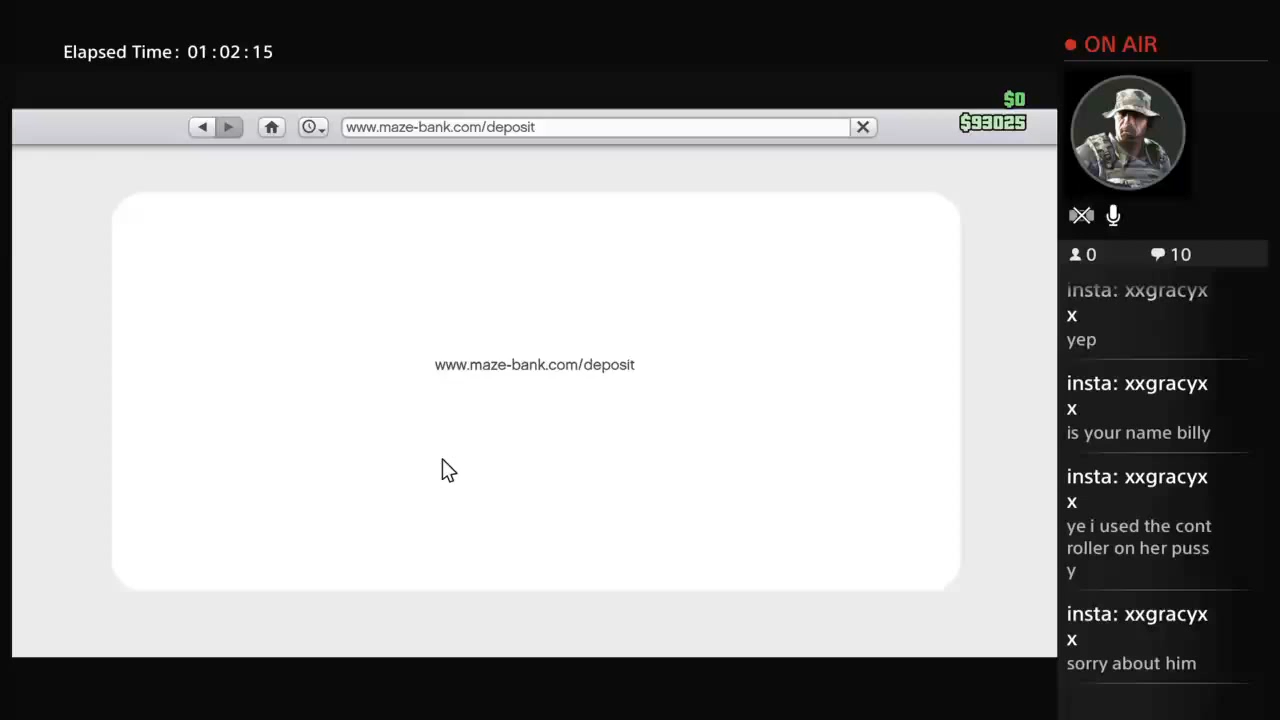 Elapsed Time: 01:02:15
ON AIR
$0
$93025
www.maze-bank.com/deposit
0
10
insta: xxgracyx
x
yep
insta: xxgracyx
x
is your name billy
insta: xxgracyx
x
ye i used the cont
roller on her puss
y
insta: xxgracyx
x
sorry about him
www.maze-bank.com/deposit